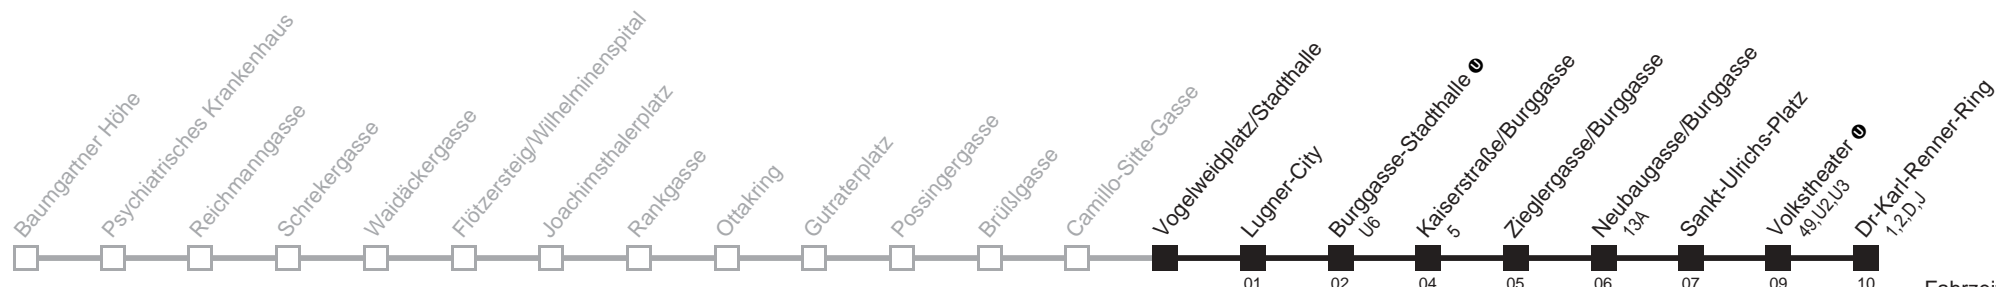 Baumgartner Höhe
Psychiatrisches Krankenhaus
Reichmanngasse
Schrekergasse
Waidäckergasse
Flötzersteig/Wilhelminenspital
Joachimsthalerplatz
Rankgasse
Ottakring
Gutraterplatz
Possingergasse
Brüßlgasse
Camillo-Sitte-Gasse
Vogelweidplatz/Stadthalle
Lugner-City
Burggasse-Stadthalle U
U6
Kaiserstraße/Burggasse
5
Zieglergasse/Burggasse
Neubaugasse/Burggasse
13A
Sankt-Ulrichs-Platz
Volkstheater U
49,U2,U3
Dr-Karl-Renner-Ring
1,2,D,J
01 02 04 05 06 07 09 10